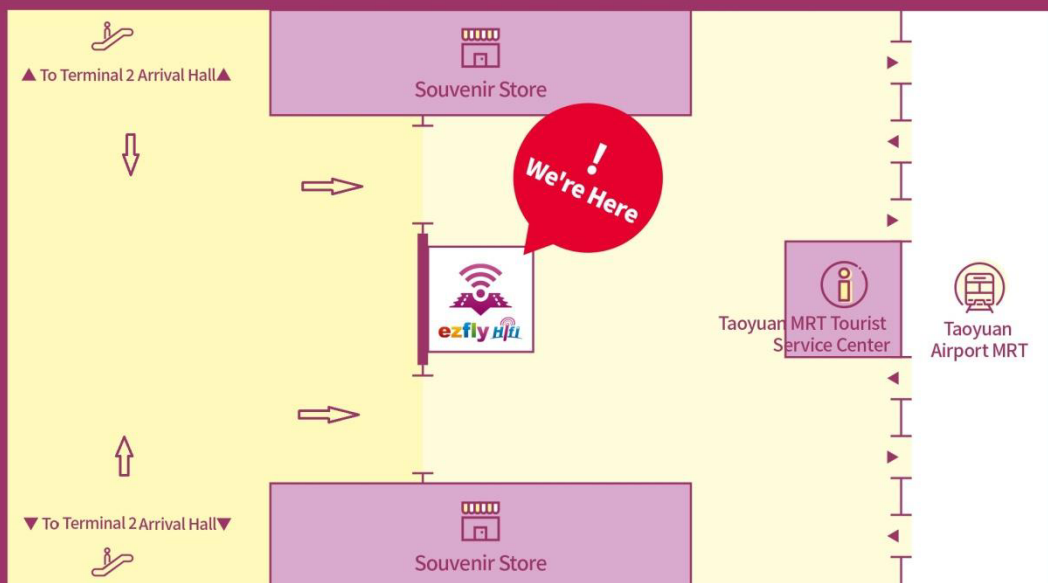 ▲ To Terminal 2 Arrival Hall▲
Souvenir Store
!
We're Here
ezfly Hifi
Taoyuan MRT Tourist
Service Center
Taoyuan
Airport MRT
▼ To Terminal 2 Arrival Hall▼
Souvenir Store